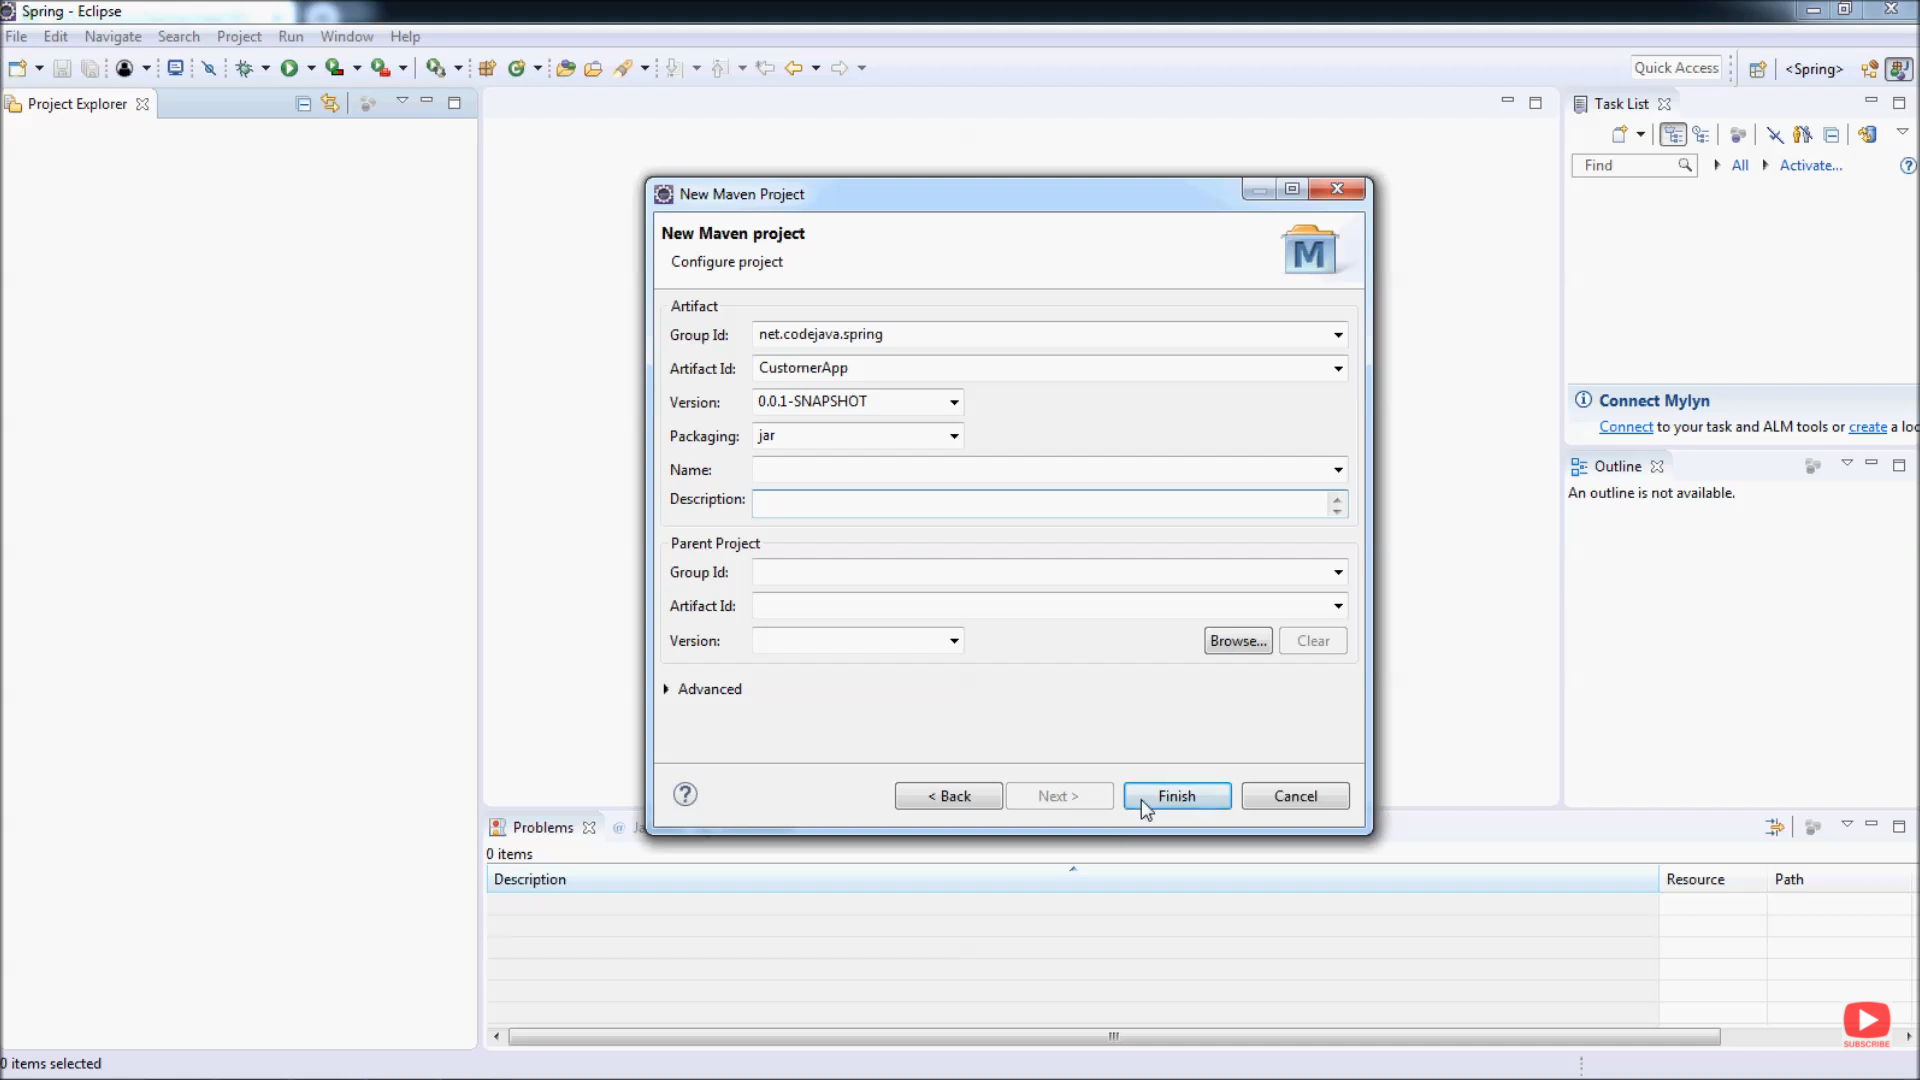 Spring - Eclipse
File Edit Navigate Search Project Run Window Help
Quick Access <Spring>
Project Explorer
Task List
Find All Activate...
New Maven Project
New Maven project
Configure project
M
Artifact
Group Id: net.codejava.spring
Artifact Id: CustomerApp
Version: 0.0.1-SNAPSHOT
Packaging: jar
Name:
Description:
Parent Project
Group Id:
Artifact Id:
Version: Browse... Clear
Advanced
< Back Next > Finish Cancel
Connect Mylyn
Connect to your task and ALM tools or create a loc
Outline
An outline is not available.
Problems @ Ja
0 items
Description Resource Path
SUBSCRIBE
0 items selected